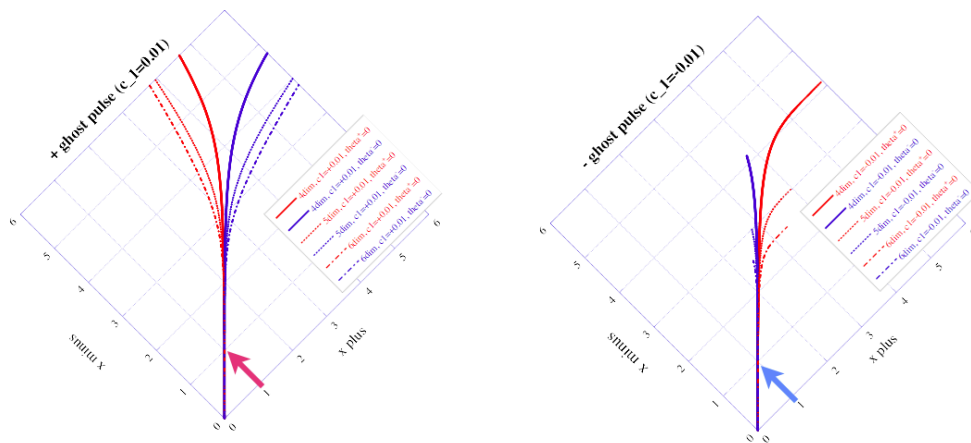 + ghost pulse (c_1=0.01)
4dim, c1=+0.01, theta =0
4dim, c1=+0.01, theta =0
5dim, c1=+0.01, theta =0
5dim, c1=+0.01, theta =0
6dim, c1=+0.01, theta =0
6dim, c1=+0.01, theta =0
6
5
4
3
2
1
0
x minus
0
1
2
3
4
5
6
x plus
- ghost pulse (c_1=-0.01)
4dim, c1=-0.01, theta =0
4dim, c1=-0.01, theta =0
5dim, c1=-0.01, theta =0
5dim, c1=-0.01, theta =0
6dim, c1=-0.01, theta =0
6dim, c1=-0.01, theta =0
6
5
4
3
2
1
0
x minus
0
1
2
3
4
5
x plus